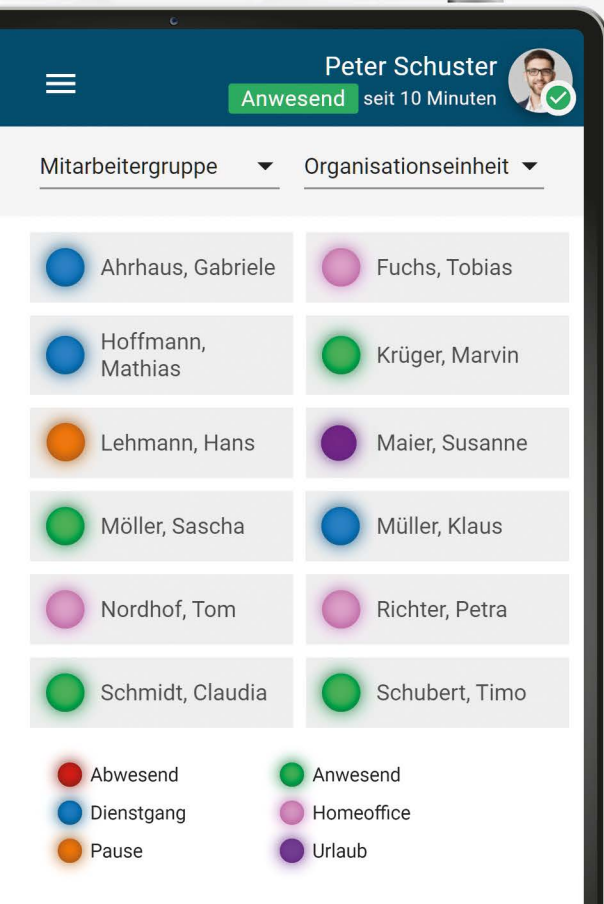 Peter Schuster
Anwesend seit 10 Minuten
Mitarbeitergruppe Organisationseinheit
Ahrhaus, Gabriele
Fuchs, Tobias
Hoffmann,
Mathias
Krüger, Marvin
Lehmann, Hans
Maier, Susanne
Möller, Sascha
Müller, Klaus
Nordhof, Tom
Richter, Petra
Schmidt, Claudia
Schubert, Timo
Abwesend
Anwesend
Dienstgang
Homeoffice
Pause
Urlaub